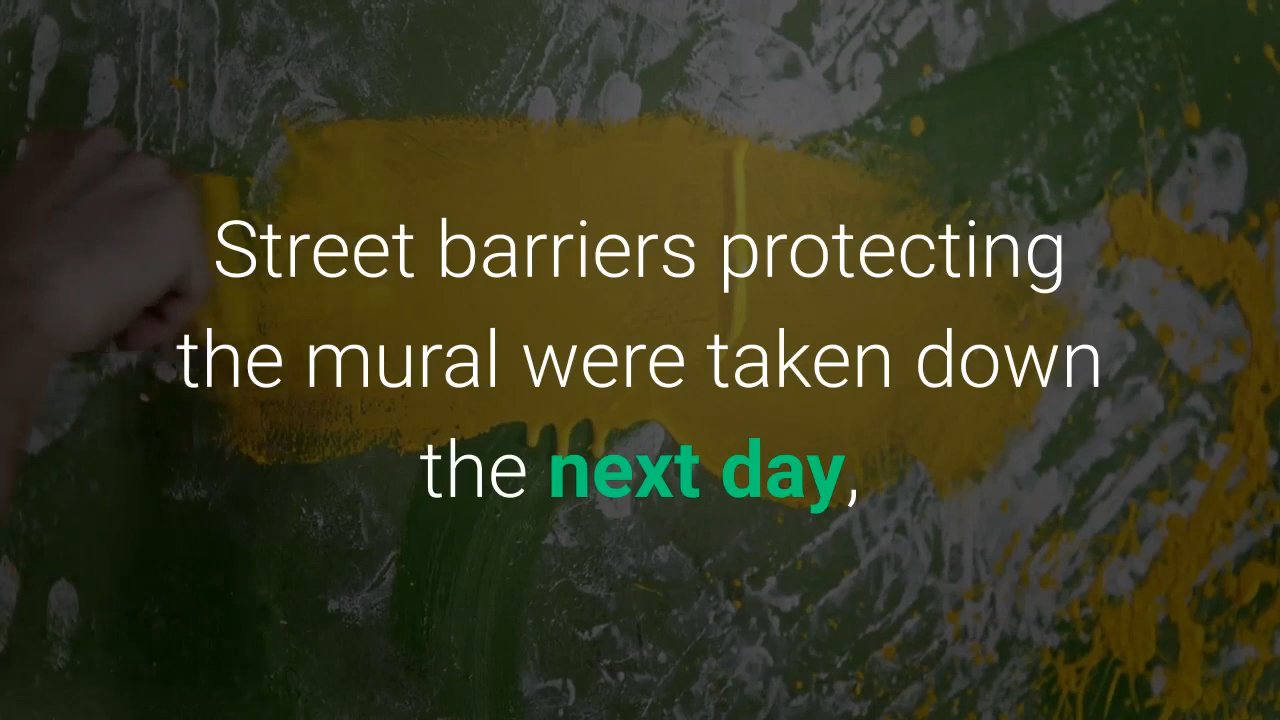 Street barriers protecting
the mural were taken down
the next day,